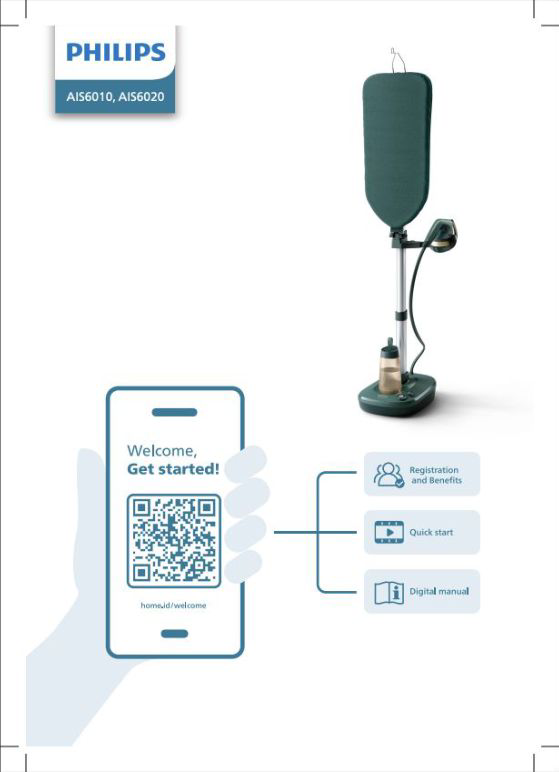 PHILIPS
AIS6010, AIS6020
Welcome,
Get started!
home.id/welcome
Registration
and Benefits
Quick start
Digital manual